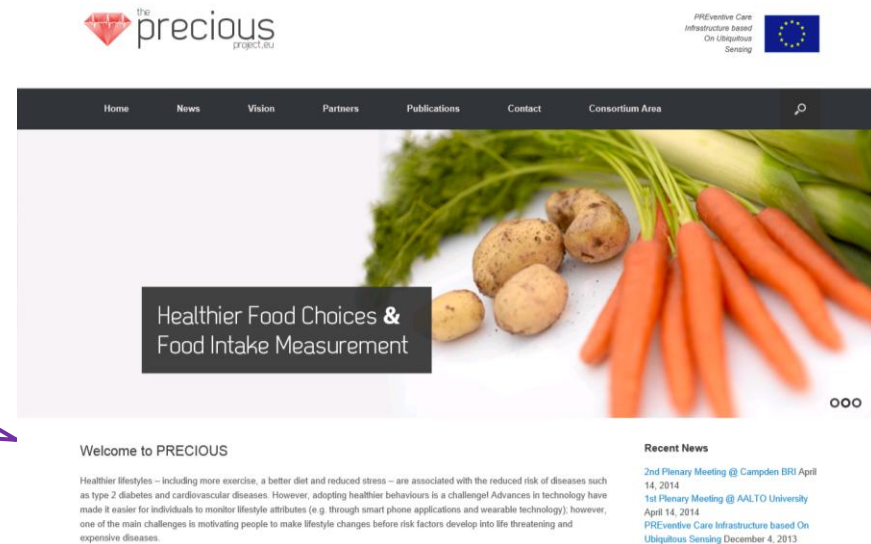 the
precious
project.eu
PREventive Care
Infrastructure based
On Ubiquitous
Sensing
Home News Vision Partners Publications Contact Consortium Area
Healthier Food Choices &
Food Intake Measurement
Welcome to PRECIOUS
Healthier lifestyles – including more exercise, a better diet and reduced stress – are associated with the reduced risk of diseases such
as type 2 diabetes and cardiovascular diseases. However, adopting healthier behaviours is a challenge! Advances in technology have
made it easier for individuals to monitor lifestyle attributes (e.g. through smart phone applications and wearable technology); however,
one of the main challenges is motivating people to make lifestyle changes before risk factors develop into life threatening and
expensive diseases.
Recent News
2nd Plenary Meeting @ Campden BRI April
14, 2014
1st Plenary Meeting @ AALTO University
April 14, 2014
PREventive Care Infrastructure based On
Ubiquitous Sensing December 4, 2013